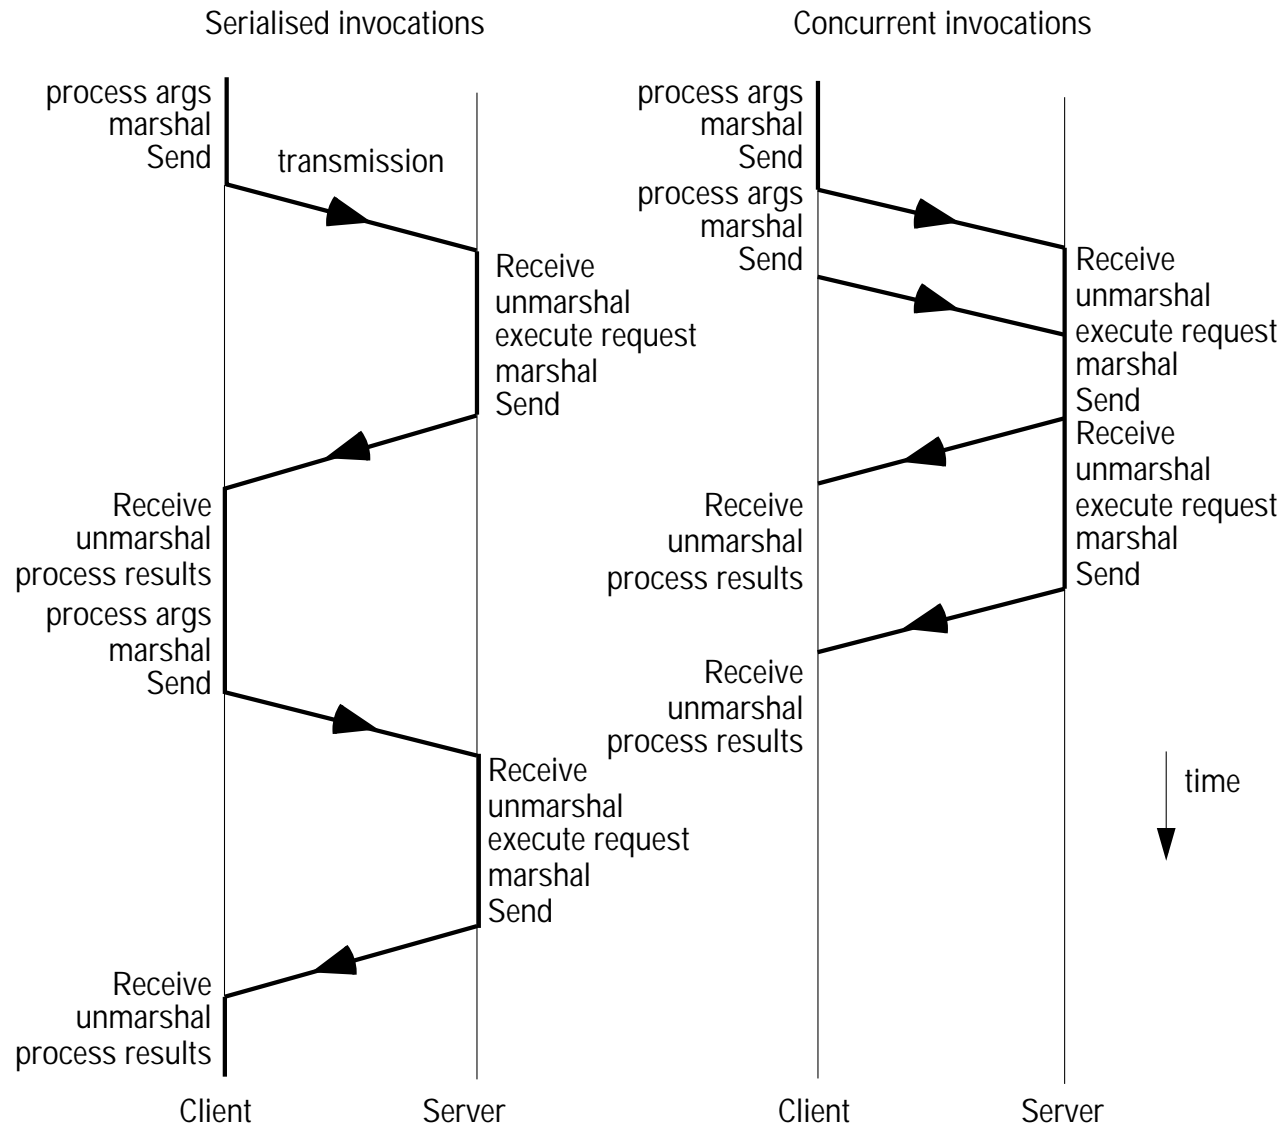 Serialised invocations
process args
marshal
Send
transmission
Receive
unmarshal
execute request
marshal
Send
Receive
unmarshal
process results
process args
marshal
Send
Receive
unmarshal
execute request
marshal
Send
Receive
unmarshal
process results
Client
Server
Concurrent invocations
process args
marshal
Send
process args
marshal
Send
Receive
unmarshal
execute request
marshal
Send
Receive
unmarshal
execute request
marshal
Send
Receive
unmarshal
process results
Receive
unmarshal
process results
time
Client
Server